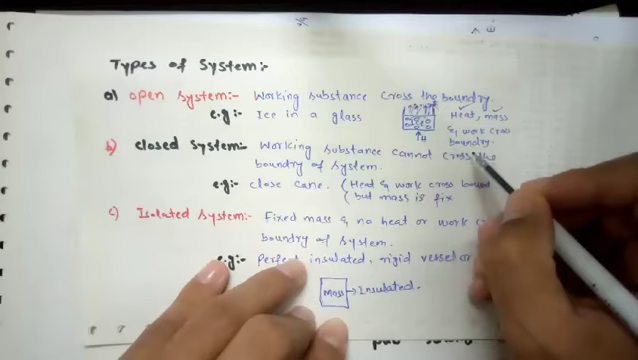 Types of System:-
a) open system:- Working substance cross the boundry.
e.g:- Ice in a glass
Heat, mass
& work cross
boundry.
H
b) closed system:- Working substance cannot cross the
boundry of system.
e.g:- close cane. (Heat & work cross
but mass is fix
c) Isolated system:- Fixed mass & no heat or work
boundry of system.
e.g:- Perfect insulated, rigid vessel or
Mass → Insulated.